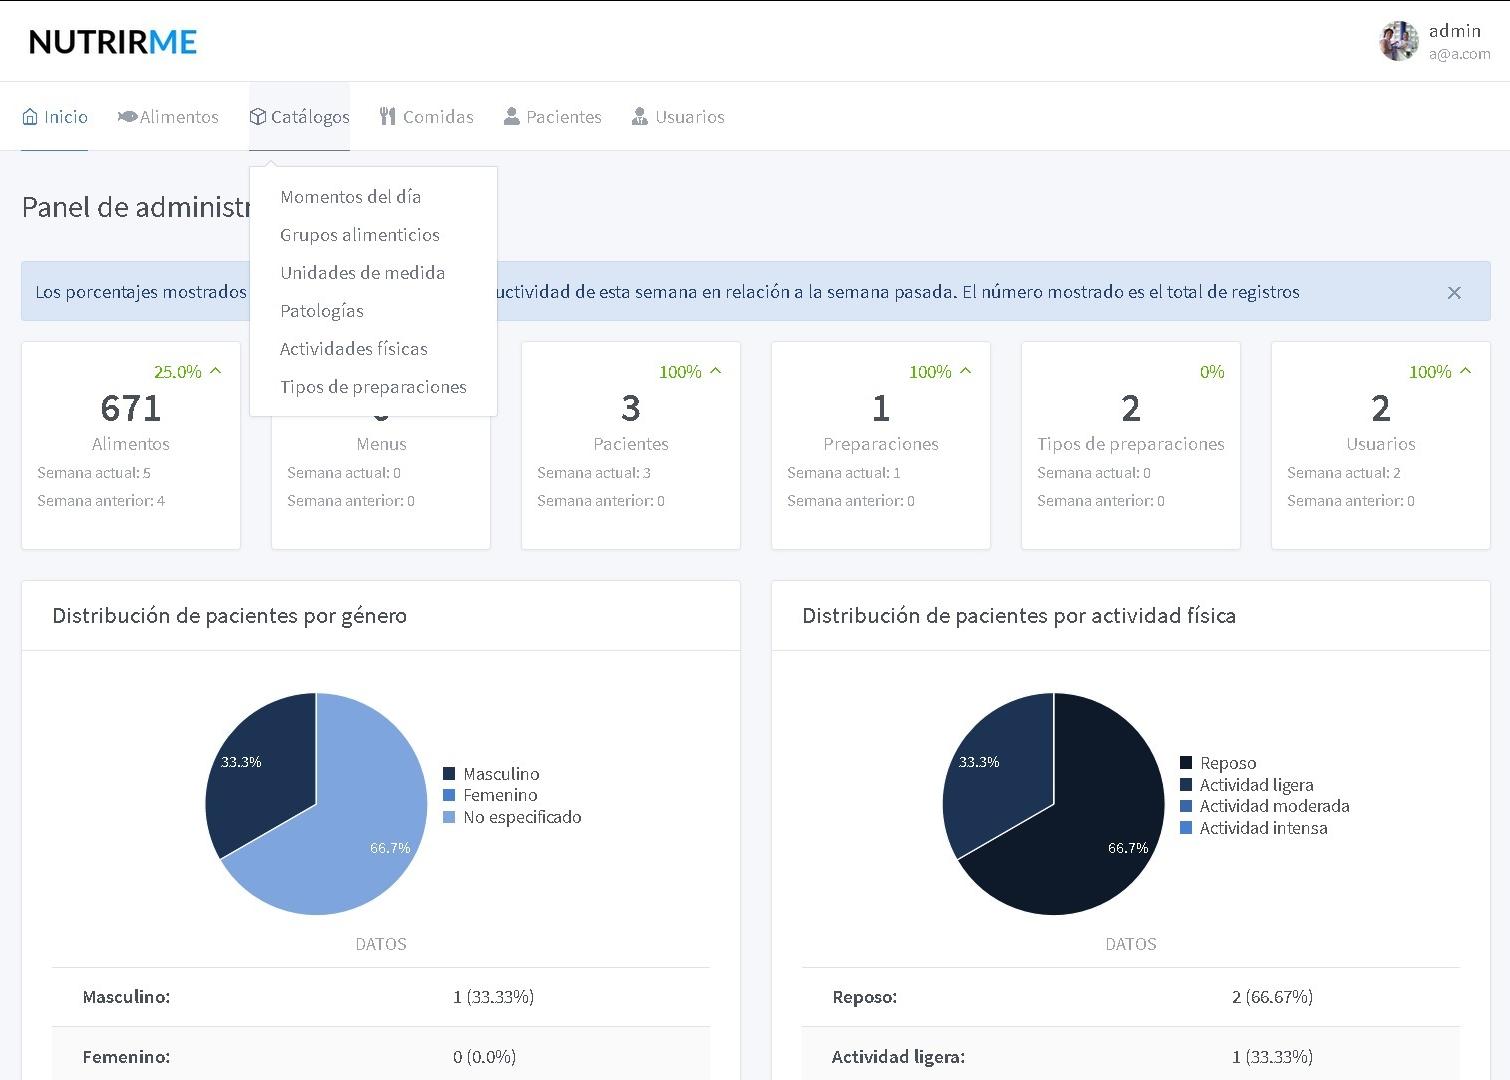 NUTRIRME
admin
a@a.com
Inicio
Alimentos
Catálogos
Comidas
Pacientes
Usuarios
Momentos del día
Grupos alimenticios
Unidades de medida
Patologías
Actividades físicas
Tipos de preparaciones
Panel de administr
Los porcentajes mostrados uctividad de esta semana en relación a la semana pasada. El número mostrado es el total de registros
25.0%
671
Alimentos
Semana actual: 5
Semana anterior: 4
Menus
Semana actual: 0
Semana anterior: 0
100%
3
Pacientes
Semana actual: 3
Semana anterior: 0
100%
1
Preparaciones
Semana actual: 1
Semana anterior: 0
0%
2
Tipos de preparaciones
Semana actual: 0
Semana anterior: 0
100%
2
Usuarios
Semana actual: 2
Semana anterior: 0
Distribución de pacientes por género
33.3%
66.7%
Masculino
Femenino
No especificado
DATOS
Masculino: 1 (33.33%)
Femenino: 0 (0.0%)
Distribución de pacientes por actividad física
33.3%
66.7%
Reposo
Actividad ligera
Actividad moderada
Actividad intensa
DATOS
Reposo: 2 (66.67%)
Actividad ligera: 1 (33.33%)